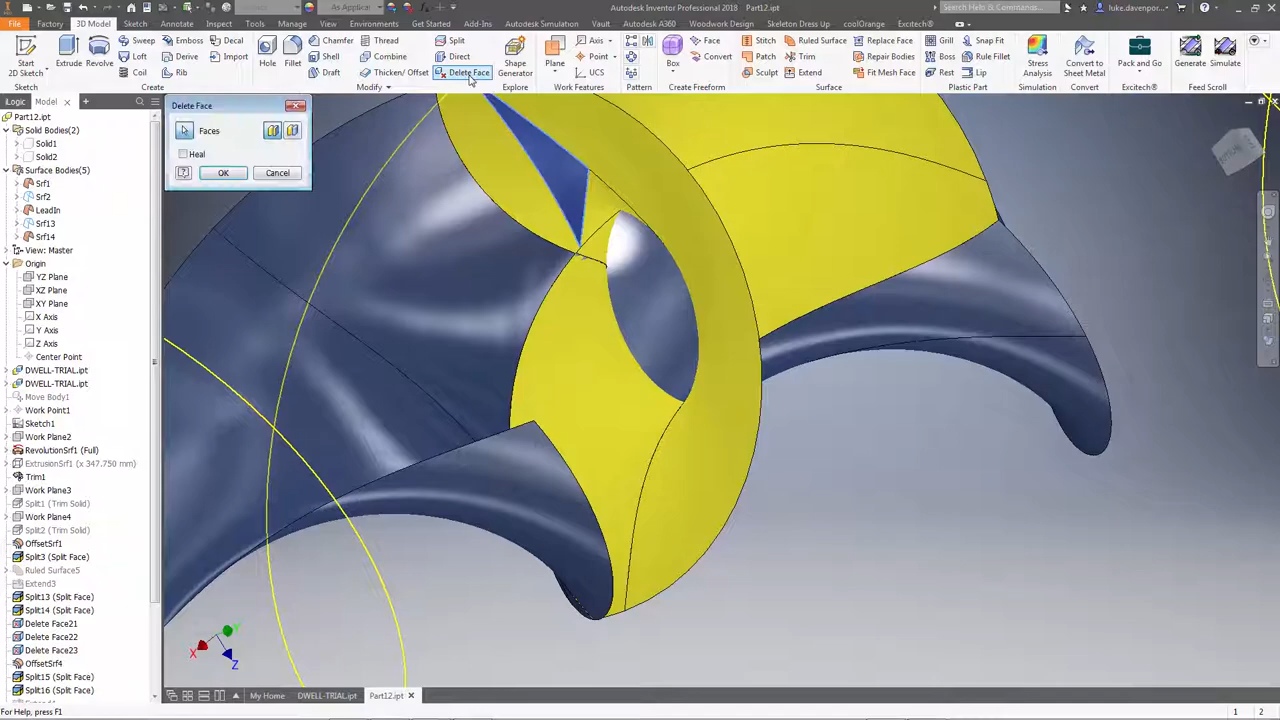 As Applical
Autodesk Inventor Professional 2018 Part12.ipt
Search Help & Commands...
luke.davenpor...
File Factory 3D Model Sketch Annotate Inspect Tools Manage View Environments Get Started Add-Ins Autodesk Simulation Vault Autodesk A360 Woodwork Design Skeleton Dress Up coolOrange Excitech®
Start 2D Sketch Extrude Revolve Sweep Emboss Decal Hole Fillet Chamfer Thread Split Shape Generator Plane Axis Box Face Stitch Ruled Surface Replace Face Grill Snap Fit Stress Analysis Convert to Sheet Metal Pack and Go Generate Simulate
Loft Derive Import Shell Combine Direct Point Convert Patch Trim Repair Bodies Boss Rule Fillet
Coil Rib Draft Thicken/ Offset Delete Face UCS Sculpt Extend Fit Mesh Face Rest Lip
Create Modify Explore Work Features Pattern Create Freeform Surface Plastic Part Simulation Convert Excitech® Feed Scroll
iLogic Model
Delete Face
Faces
Heal
OK Cancel
Part12.ipt
Solid Bodies(2)
Solid1
Solid2
Surface Bodies(5)
Srf1
Srf2
LeadIn
Srf13
Srf14
View: Master
Origin
YZ Plane
XZ Plane
XY Plane
X Axis
Y Axis
Z Axis
Center Point
DWELL-TRIAL.ipt
DWELL-TRIAL.ipt
Move Body1
Work Point1
Sketch1
Work Plane2
RevolutionSrf1 (Full)
ExtrusionSrf1 (x 347.750 mm)
Trim1
Work Plane3
Split1 (Trim Solid)
Work Plane4
Split2 (Trim Solid)
OffsetSrf1
Split3 (Split Face)
Ruled Surface5
Extend3
Split13 (Split Face)
Split14 (Split Face)
Delete Face21
Delete Face22
Delete Face23
OffsetSrf4
Split15 (Split Face)
Split16 (Split Face)
X Y Z
My Home DWELL-TRIAL.ipt Part12.ipt
For Help, press F1
1 2